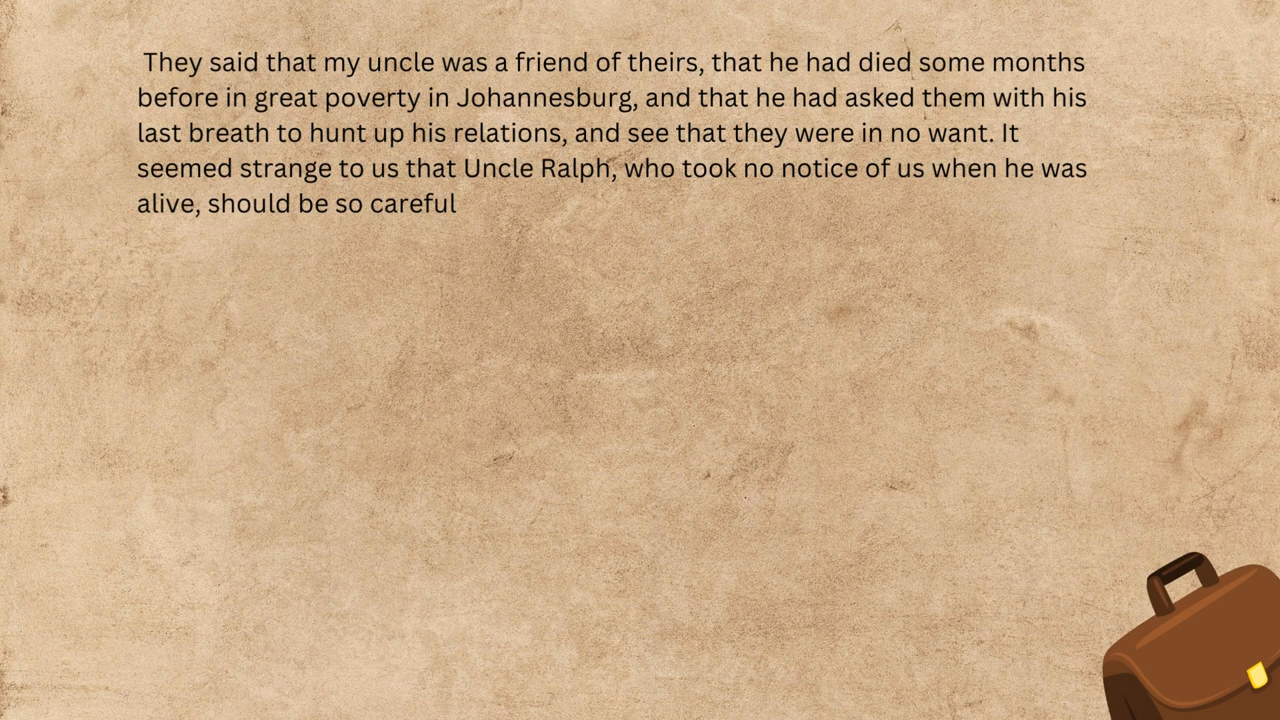 They said that my uncle was a friend of theirs, that he had died some months
before in great poverty in Johannesburg, and that he had asked them with his
last breath to hunt up his relations, and see that they were in no want. It
seemed strange to us that Uncle Ralph, who took no notice of us when he was
alive, should be so careful